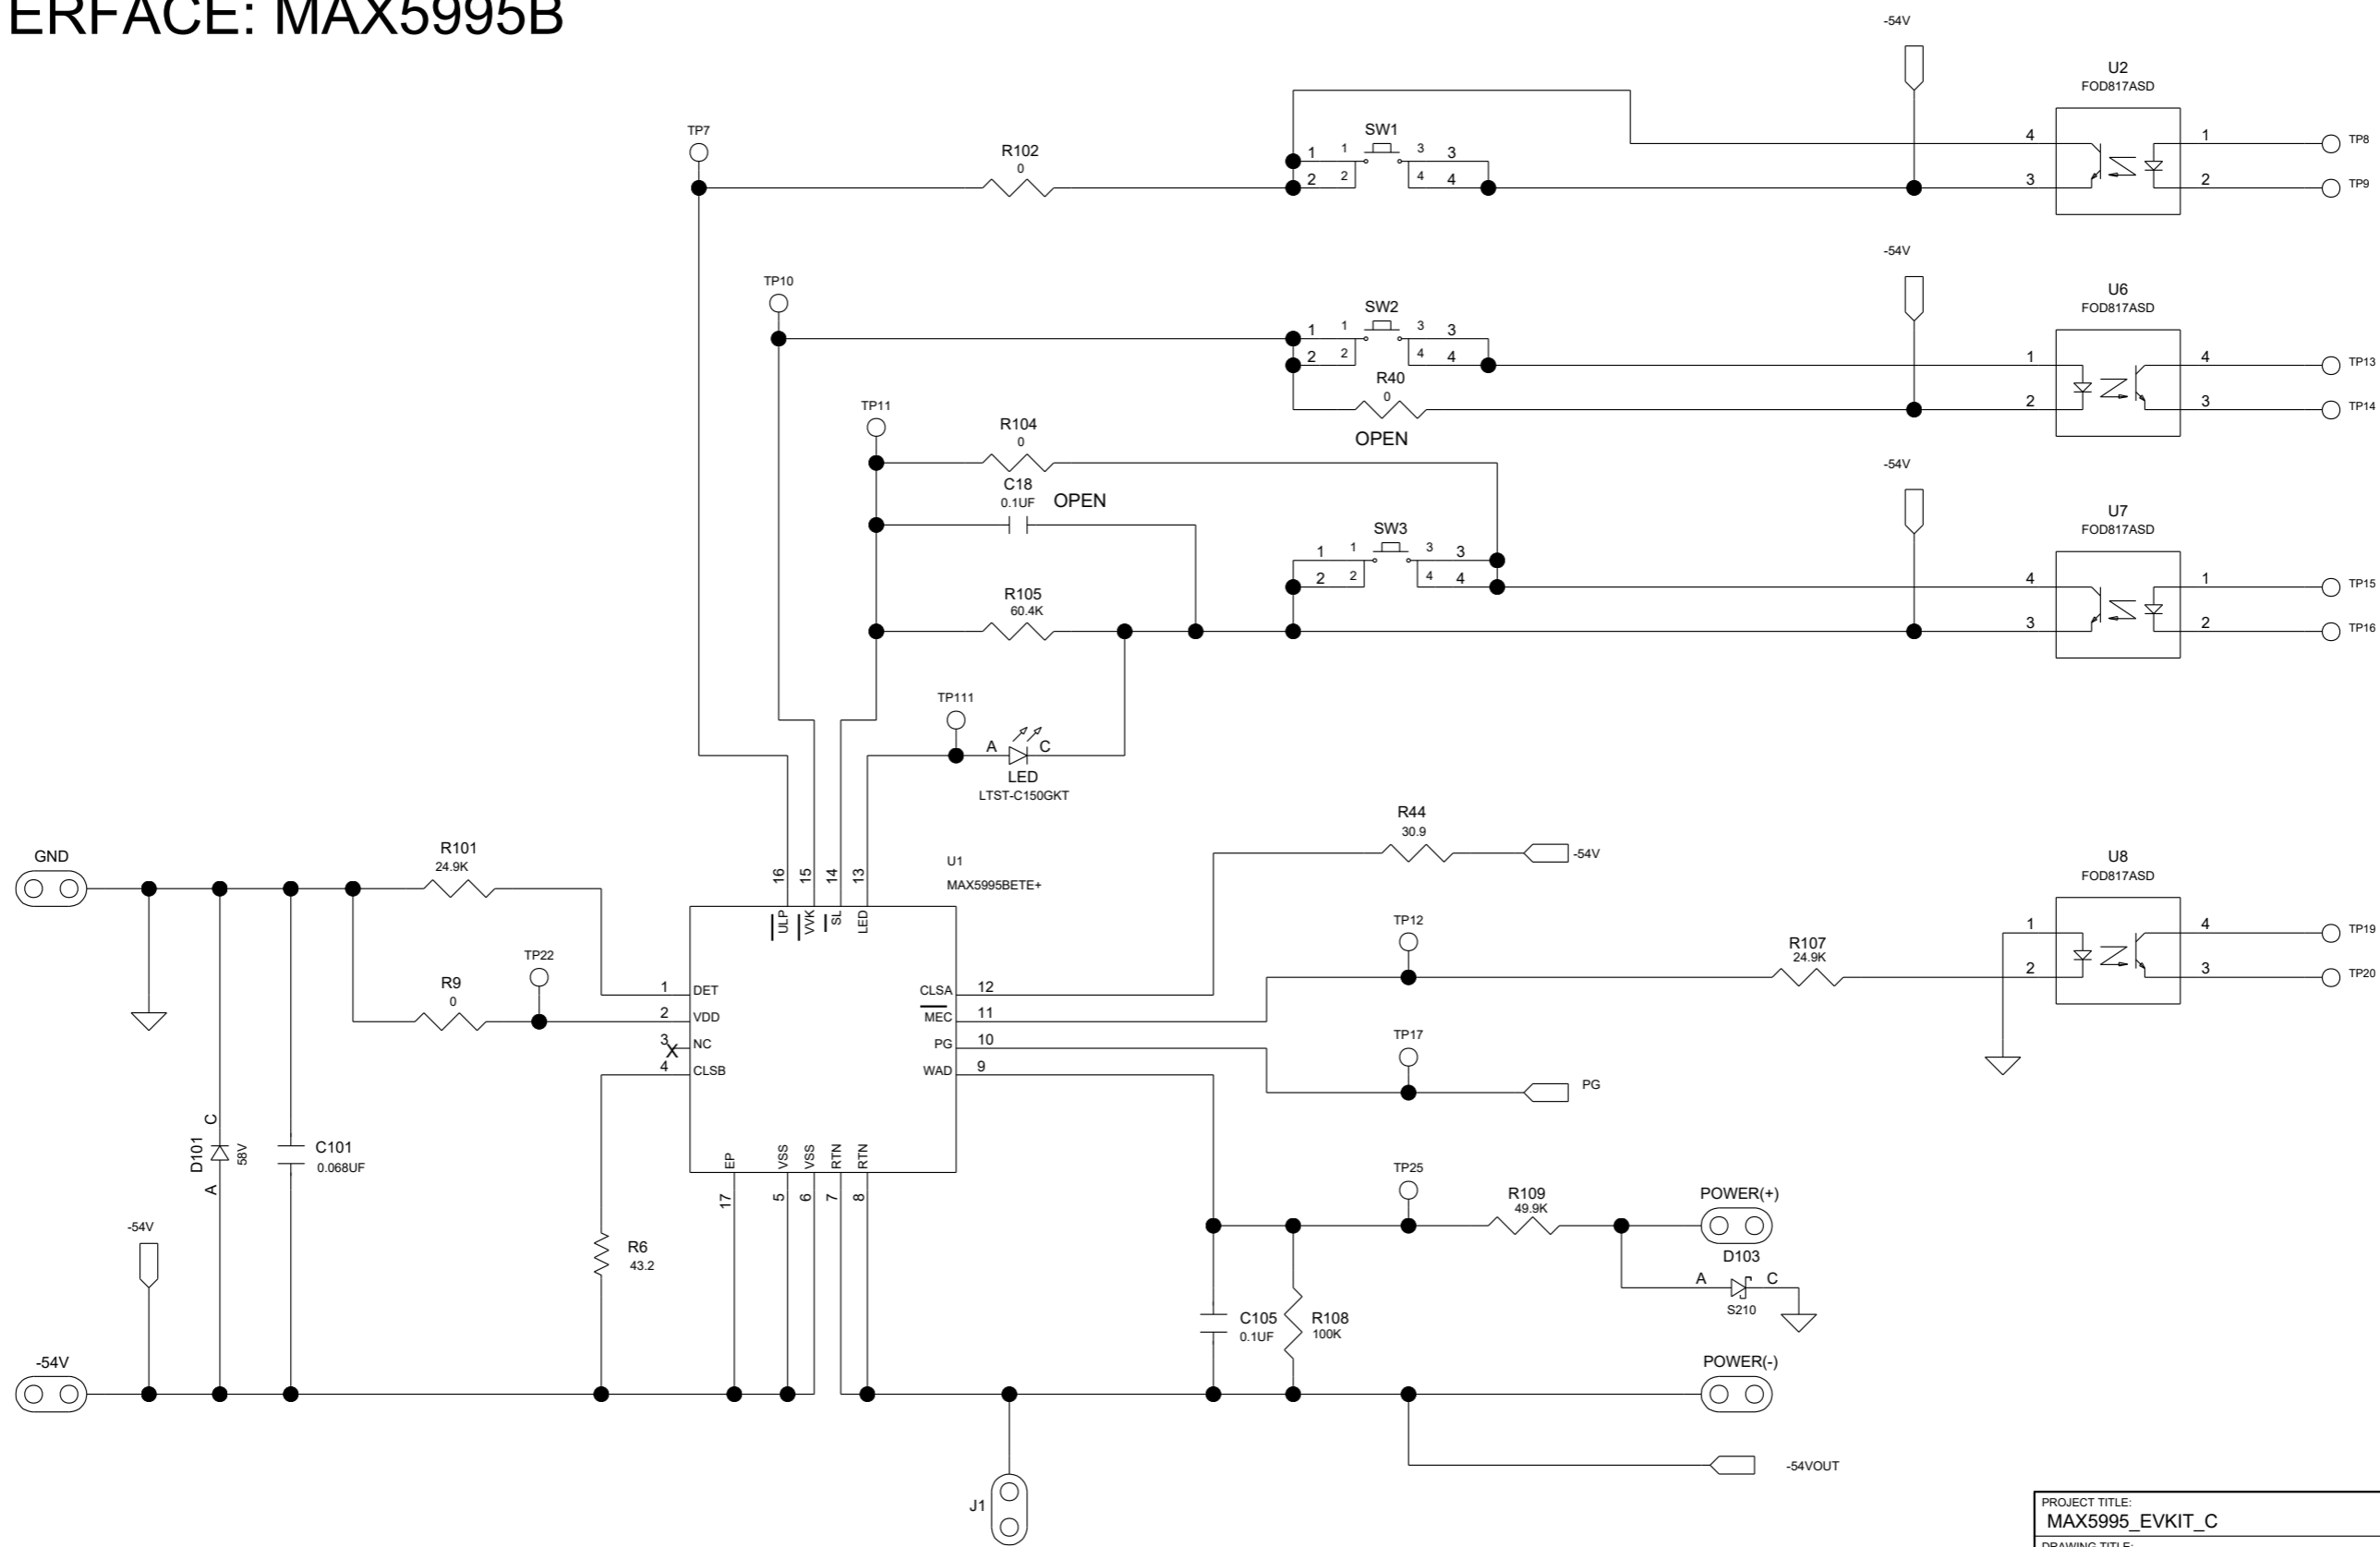 ERFACE: MAX5995B
-54V
U2
FOD817ASD
TP7
R102
0
SW1
1 1 3 3
2 2 4 4
4 1 TP8
3 2 TP9
-54V
TP10
SW2
1 1 3 3
2 2 4 4
R40
0
OPEN
U6
FOD817ASD
1 4 TP13
2 3 TP14
TP11
R104
0
C18
0.1UF OPEN
-54V
SW3
1 1 3 3
2 2 4 4
R105
60.4K
U7
FOD817ASD
4 1 TP15
3 2 TP16
TP111
A C
LED
LTST-C150GKT
R44
30.9
-54V
GND
R101
24.9K
U1
MAX5995BETE+
16 15 14 13
ULP VVK SL LED
U8
FOD817ASD
1 4 TP19
2 3 TP20
TP22
R9
0
TP12
R107
24.9K
1 DET CLSA 12
2 VDD MEC 11
3 NC PG 10
X
4 CLSB WAD 9
TP17
PG
D101
C
A
58V
C101
0.068UF
EP VSS VSS RTN RTN
17 5 6 7 8
TP25
R109
49.9K
POWER(+)
D103
A C
S210
-54V
R6
43.2
C105
0.1UF
R108
100K
-54V
POWER(-)
-54VOUT
J1
PROJECT TITLE:
MAX5995_EVKIT_C
DRAWING TITLE: